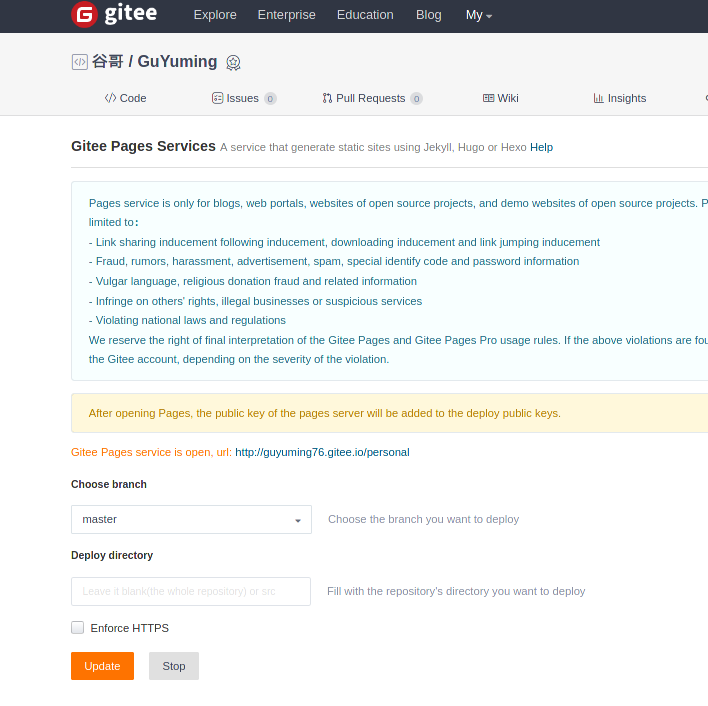 gitee Explore Enterprise Education Blog My
谷哥 / GuYuming
Code Issues 0 Pull Requests 0 Wiki Insights
Gitee Pages Services A service that generate static sites using Jekyll, Hugo or Hexo Help
Pages service is only for blogs, web portals, websites of open source projects, and demo websites of open source projects. P
limited to：
- Link sharing inducement following inducement, downloading inducement and link jumping inducement
- Fraud, rumors, harassment, advertisement, spam, special identify code and password information
- Vulgar language, religious donation fraud and related information
- Infringe on others' rights, illegal businesses or suspicious services
- Violating national laws and regulations
We reserve the right of final interpretation of the Gitee Pages and Gitee Pages Pro usage rules. If the above violations are fou
the Gitee account, depending on the severity of the violation.
After opening Pages, the public key of the pages server will be added to the deploy public keys.
Gitee Pages service is open, url: http://guyuming76.gitee.io/personal
Choose branch
master Choose the branch you want to deploy
Deploy directory
Leave it blank(the whole repository) or src Fill with the repository's directory you want to deploy
Enforce HTTPS
Update Stop